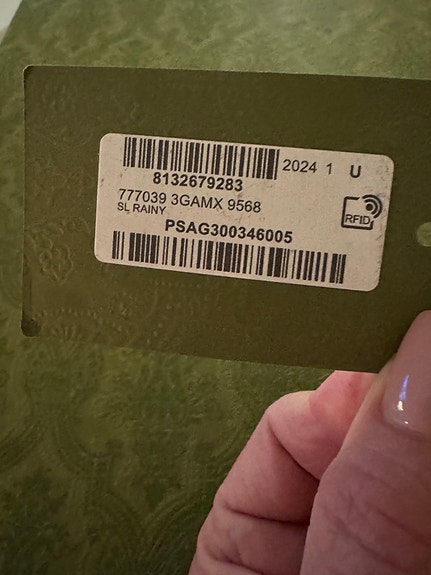 2024 1 U
8132679283
777039 3GAMX 9568
SL RAINY
RFID
PSAG300346005